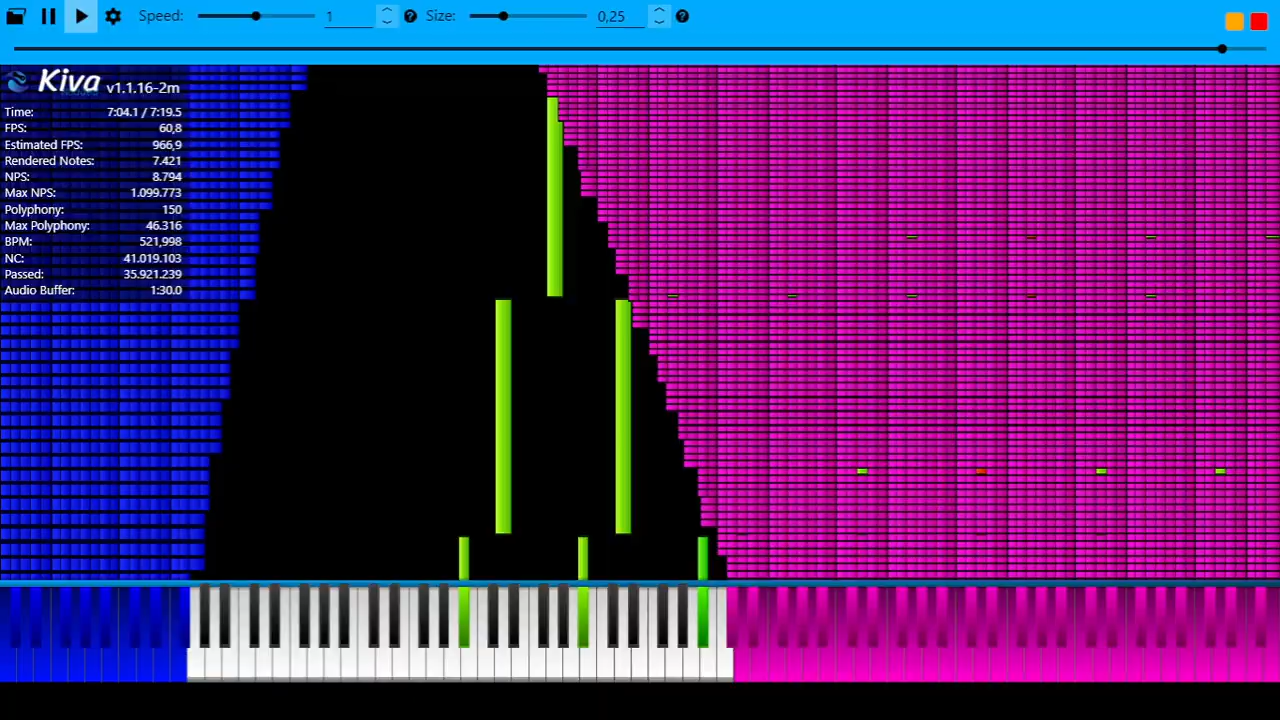 Speed: 1 ? Size: 0,25 ?
Kiva v1.1.16-2m
Time: 7:04.1 / 7:19.5
FPS: 60,8
Estimated FPS: 966,9
Rendered Notes: 7.421
NPS: 8.794
Max NPS: 1.099.773
Polyphony: 150
Max Polyphony: 46.316
BPM: 521,998
NC: 41.019.103
Passed: 35.921.239
Audio Buffer: 1:30.0